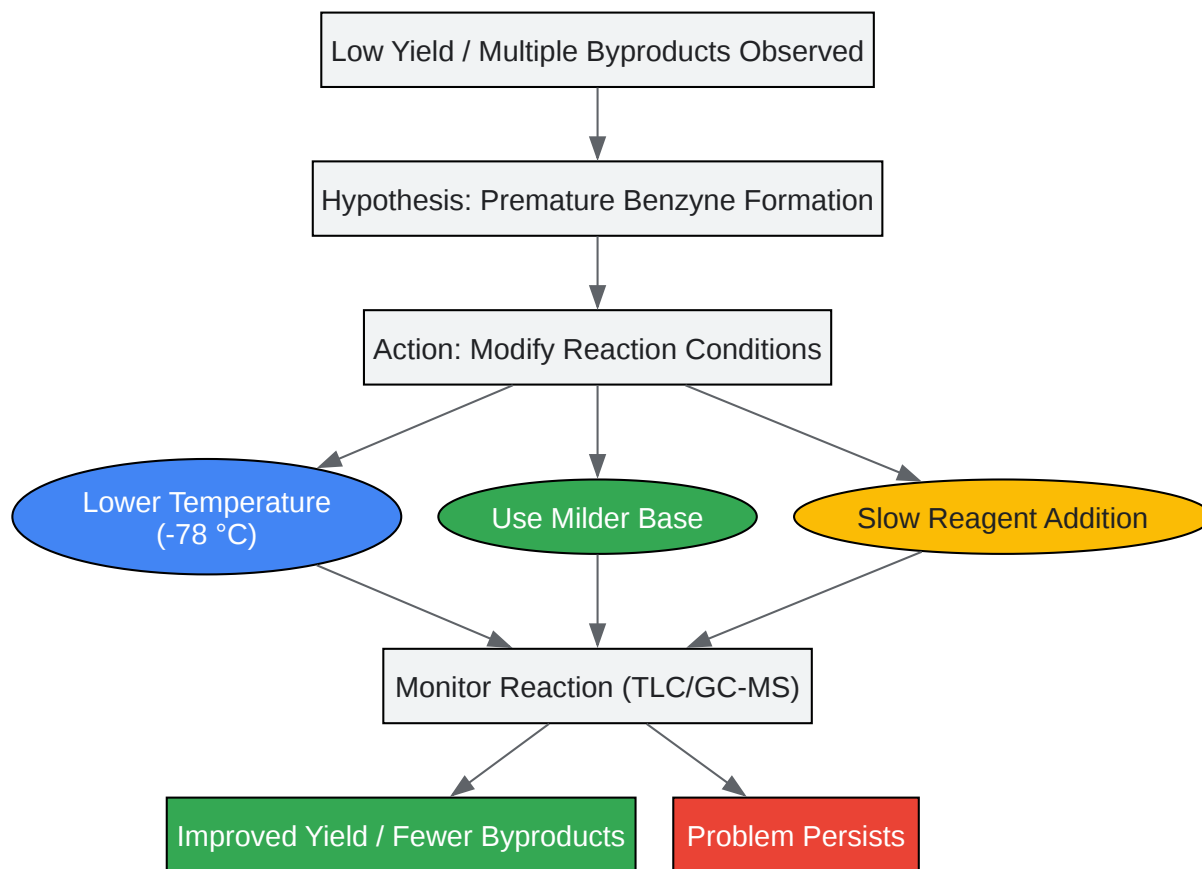 Low Yield / Multiple Byproducts Observed
Hypothesis: Premature Benzyne Formation
Action: Modify Reaction Conditions
Lower Temperature
(-78 °C)
Use Milder Base
Slow Reagent Addition
Monitor Reaction (TLC/GC-MS)
Improved Yield / Fewer Byproducts
Problem Persists